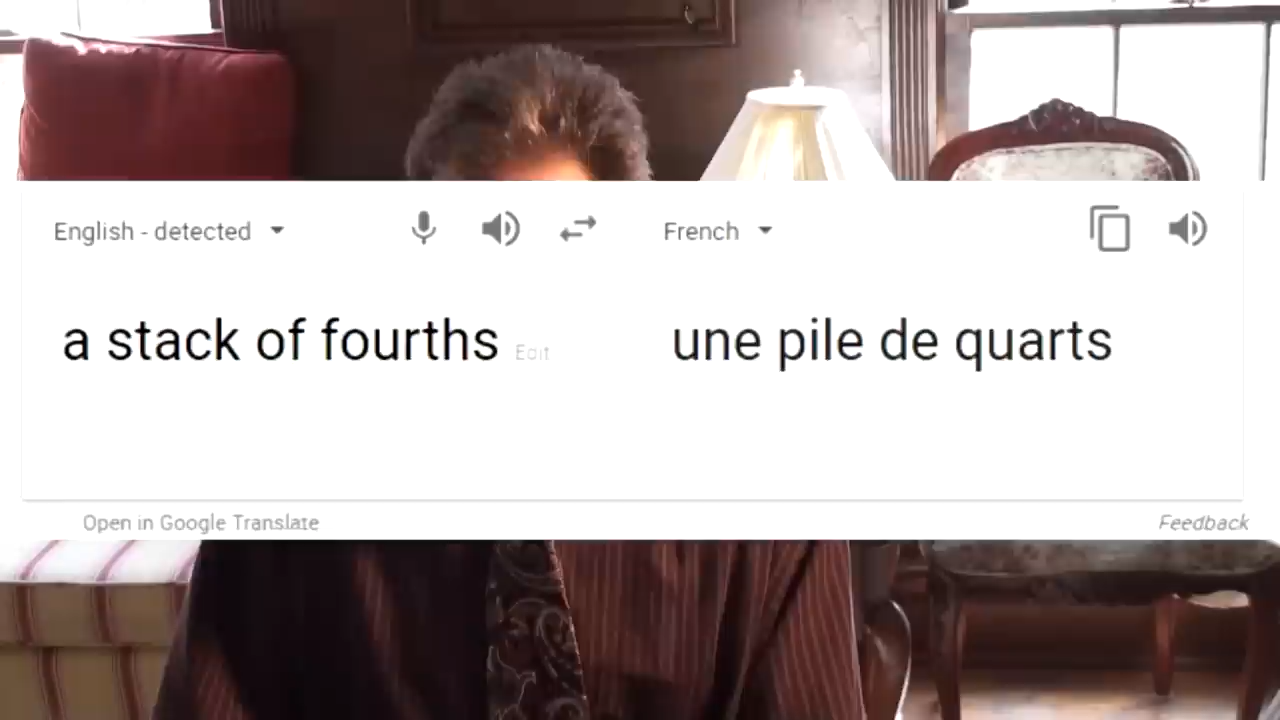 English - detected
French
a stack of fourths Edit
une pile de quarts
Open in Google Translate
Feedback